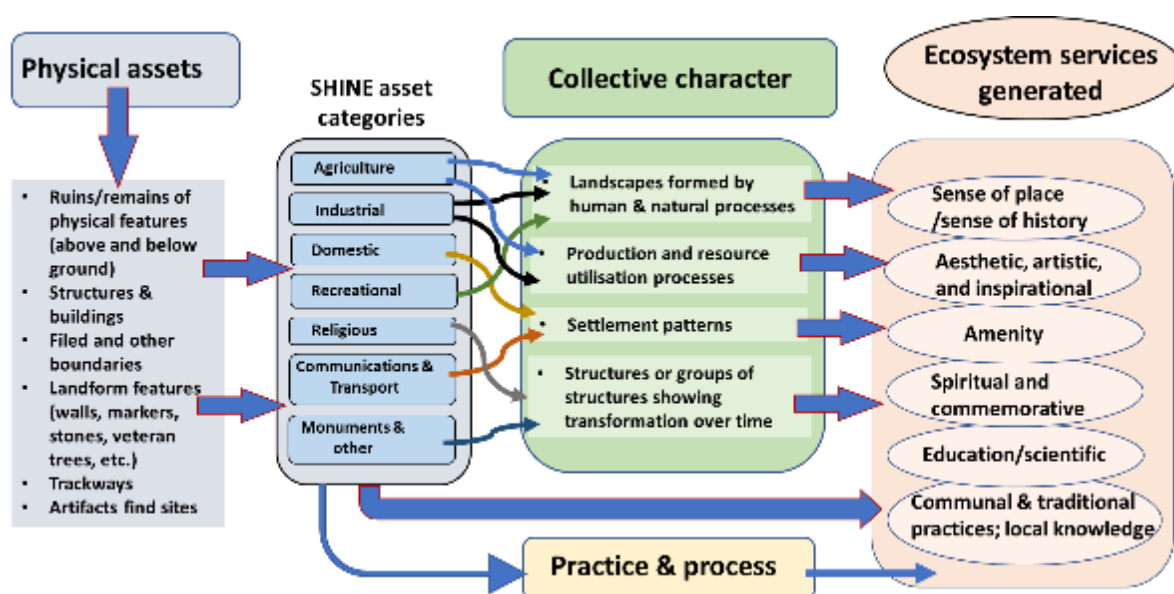 Physical assets
• Ruins/remains of
physical features
(above and below
ground)
• Structures &
buildings
• Filed and other
boundaries
• Landform features
(walls, markers,
stones, veteran
trees, etc.)
• Trackways
• Artifacts find sites
SHINE asset
categories
Agriculture
Industrial
Domestic
Recreational
Religious
Communications &
Transport
Monuments &
other
Collective character
• Landscapes formed by
human & natural processes
• Production and resource
utilisation processes
• Settlement patterns
• Structures or groups of
structures showing
transformation over time
Practice & process
Ecosystem services
generated
Sense of place
/sense of history
Aesthetic, artistic,
and inspirational
Amenity
Spiritual and
commemorative
Education/scientific
Communal & traditional
practices; local knowledge